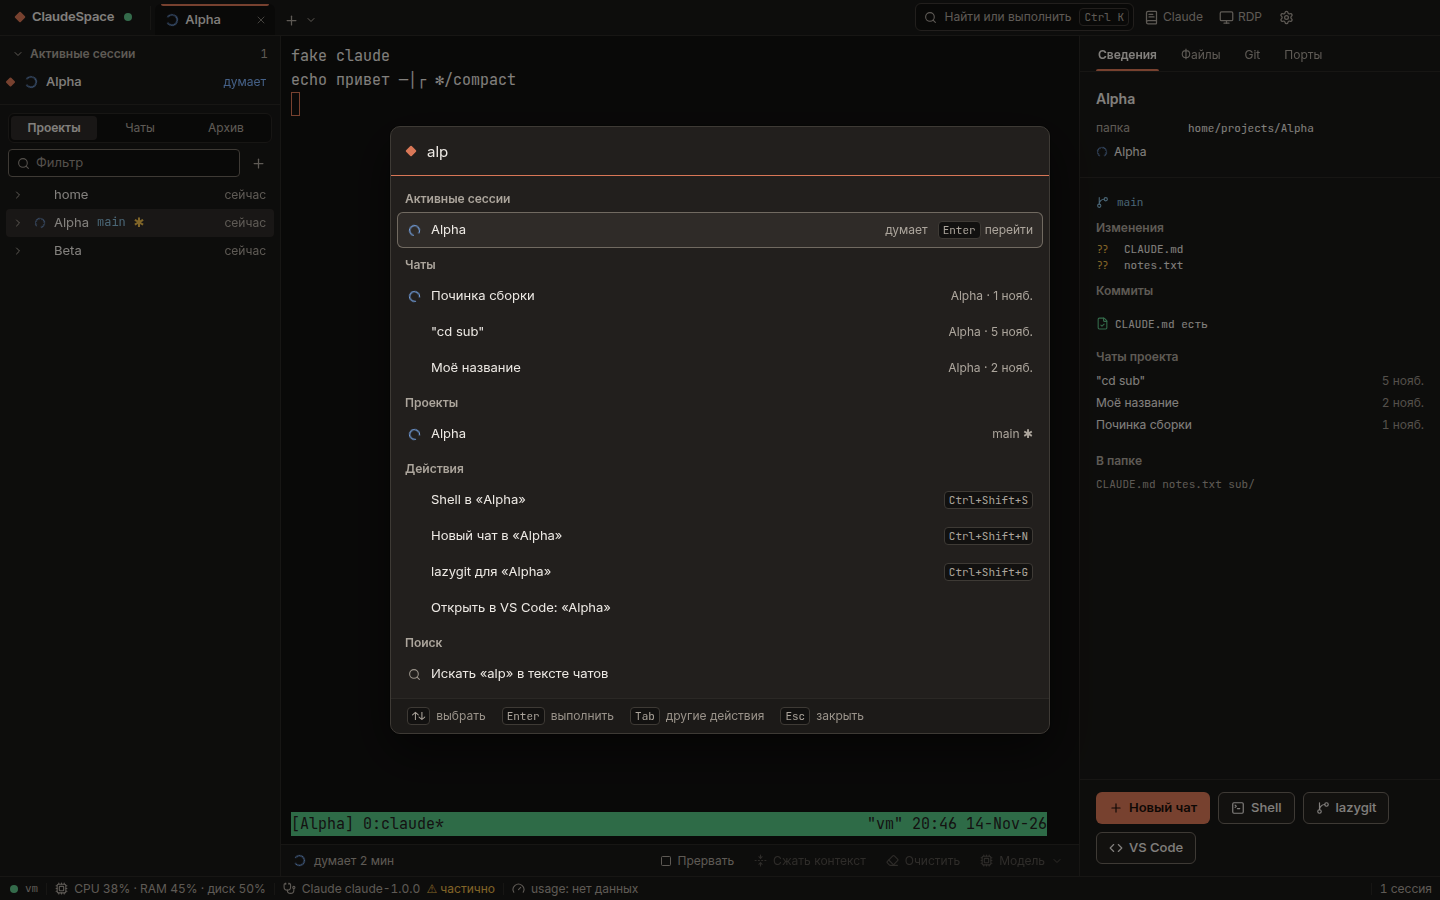 ClaudeSpace
Alpha
Найти или выполнить Ctrl K
Claude
RDP
Активные сессии 1
Alpha думает
Проекты Чаты Архив
Фильтр
home сейчас
Alpha main ✱ сейчас
Beta сейчас
fake claude
echo привет —│┌ ✻/compact
alp
Активные сессии
Alpha думает Enter перейти
Чаты
Починка сборки Alpha · 1 нояб.
"cd sub" Alpha · 5 нояб.
Моё название Alpha · 2 нояб.
Проекты
Alpha main ✱
Действия
Shell в «Alpha» Ctrl+Shift+S
Новый чат в «Alpha» Ctrl+Shift+N
lazygit для «Alpha» Ctrl+Shift+G
Открыть в VS Code: «Alpha»
Поиск
Искать «alp» в тексте чатов
↑↓ выбрать Enter выполнить Tab другие действия Esc закрыть
[Alpha] 0:claude* "vm" 20:46 14-Nov-26
думает 2 мин Прервать Сжать контекст Очистить Модель
Сведения Файлы Git Порты
Alpha
папка home/projects/Alpha
Alpha
main
Изменения
?? CLAUDE.md
?? notes.txt
Коммиты
CLAUDE.md есть
Чаты проекта
"cd sub" 5 нояб.
Моё название 2 нояб.
Починка сборки 1 нояб.
В папке
CLAUDE.md notes.txt sub/
Новый чат Shell lazygit
VS Code
vm CPU 38% · RAM 45% · диск 50% Claude claude-1.0.0 ⚠ частично usage: нет данных 1 сессия